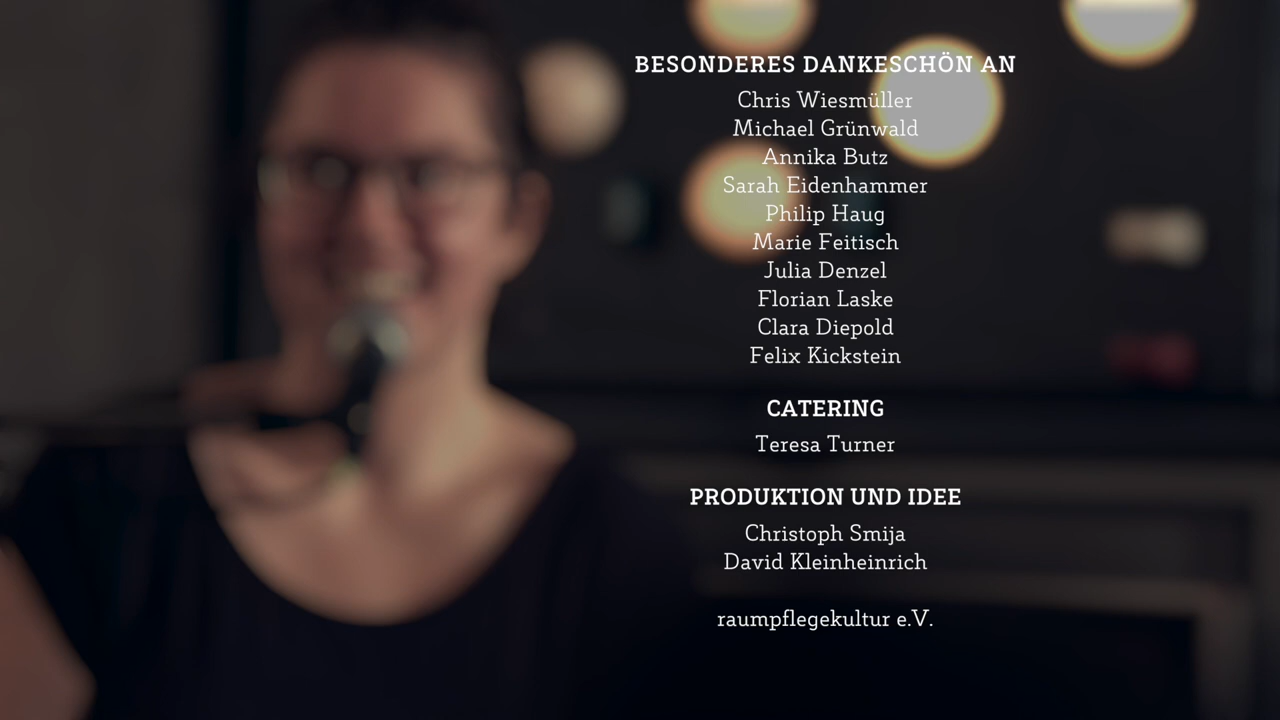 BESONDERES DANKESCHÖN AN
Chris Wiesmüller
Michael Grünwald
Annika Butz
Sarah Eidenhammer
Philip Haug
Marie Feitisch
Julia Denzel
Florian Laske
Clara Diepold
Felix Kickstein
CATERING
Teresa Turner
PRODUKTION UND IDEE
Christoph Smija
David Kleinheinrich
raumpflegekultur e.V.